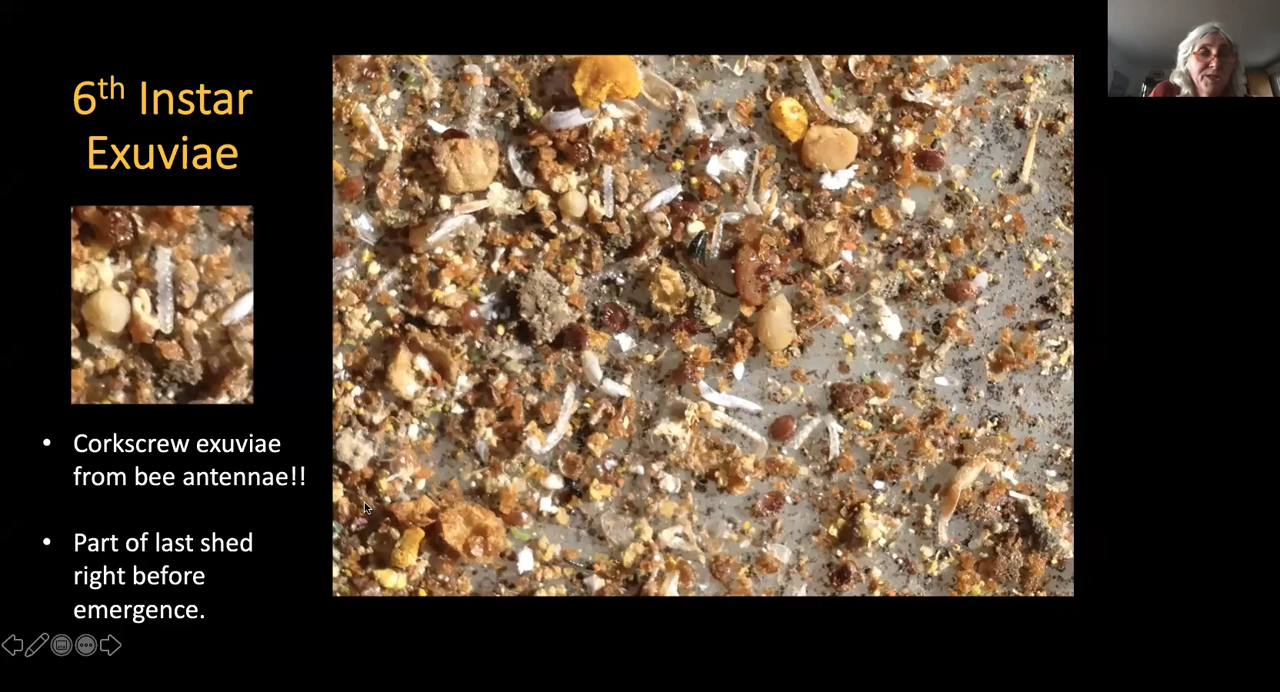 6th Instar
Exuviae
• Corkscrew exuviae
from bee antennae!!
• Part of last shed
right before
emergence.